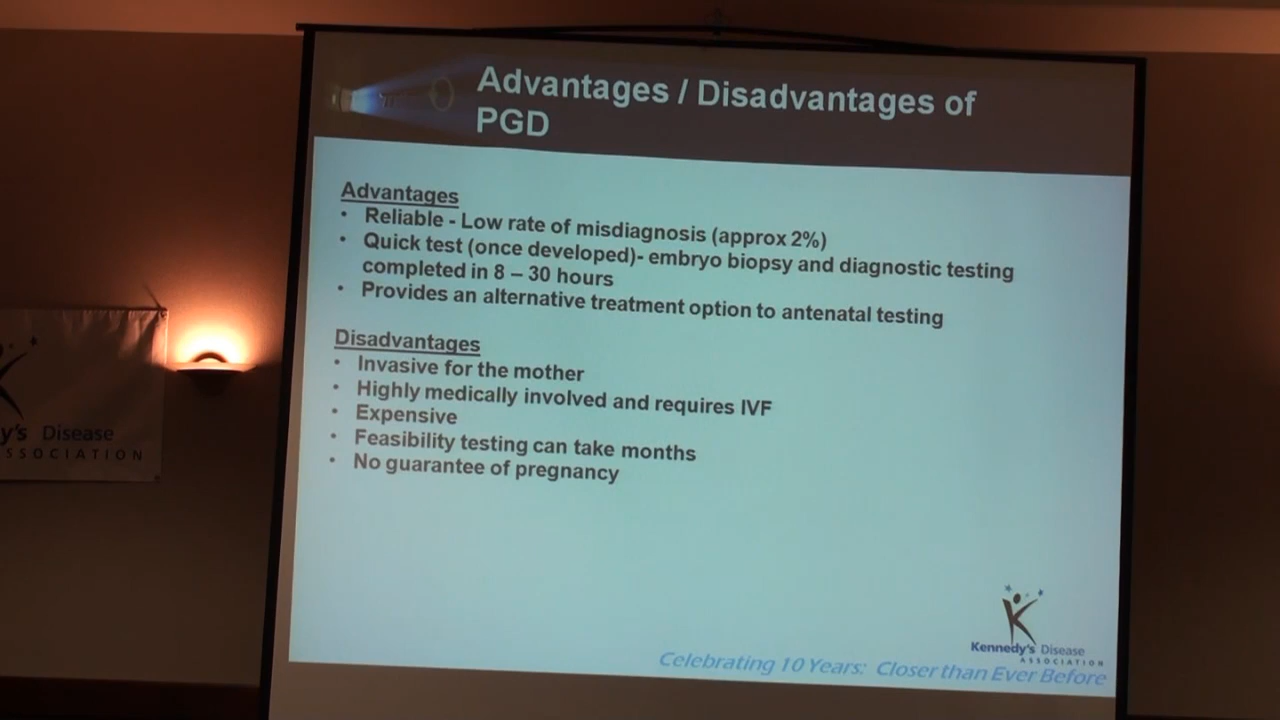 Advantages / Disadvantages of
PGD
Advantages
• Reliable - Low rate of misdiagnosis (approx 2%)
• Quick test (once developed)- embryo biopsy and diagnostic testing
completed in 8 – 30 hours
• Provides an alternative treatment option to antenatal testing
Disadvantages
• Invasive for the mother
• Highly medically involved and requires IVF
• Expensive
• Feasibility testing can take months
• No guarantee of pregnancy
Kennedy's Disease
ASSOCIATION
Celebrating 10 Years: Closer than Ever Before
y's Disease
SSOCIATION